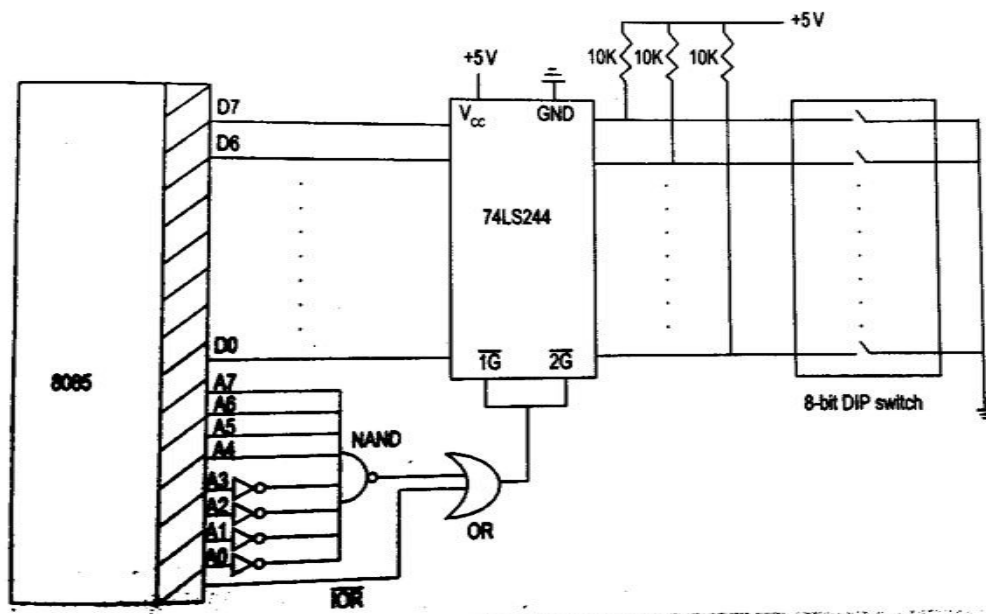 +5V
+5V
10K 10K 10K
D7
V_CC GND
D6
74LS244
D0
1G 2G
8085
A7
8-bit DIP switch
A6
A5
NAND
A4
A3
A2
OR
A1
A0
IOR